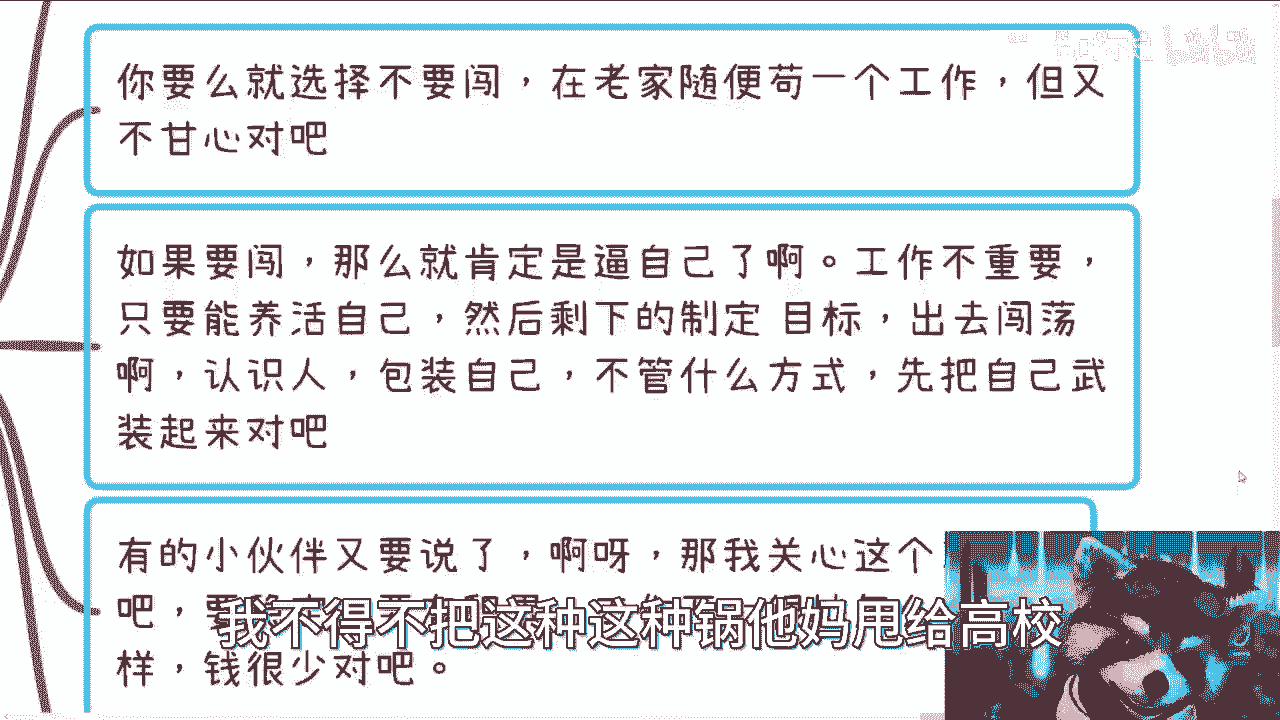 你要么就选择不要闯，在老家随便苟一个工作，但又
不甘心对吧
如果要闯，那么就肯定是逼自己了啊。工作不重要，
只要能养活自己，然后剩下的制定 目标，出去闯荡
啊，认识人，包装自己，不管什么方式，先把自己武
装起来对吧
有的小伙伴又要说了，啊呀，那我关心这个
吧，要
我不得不把这种这种锅他妈甩给高校
样，钱很少对吧。